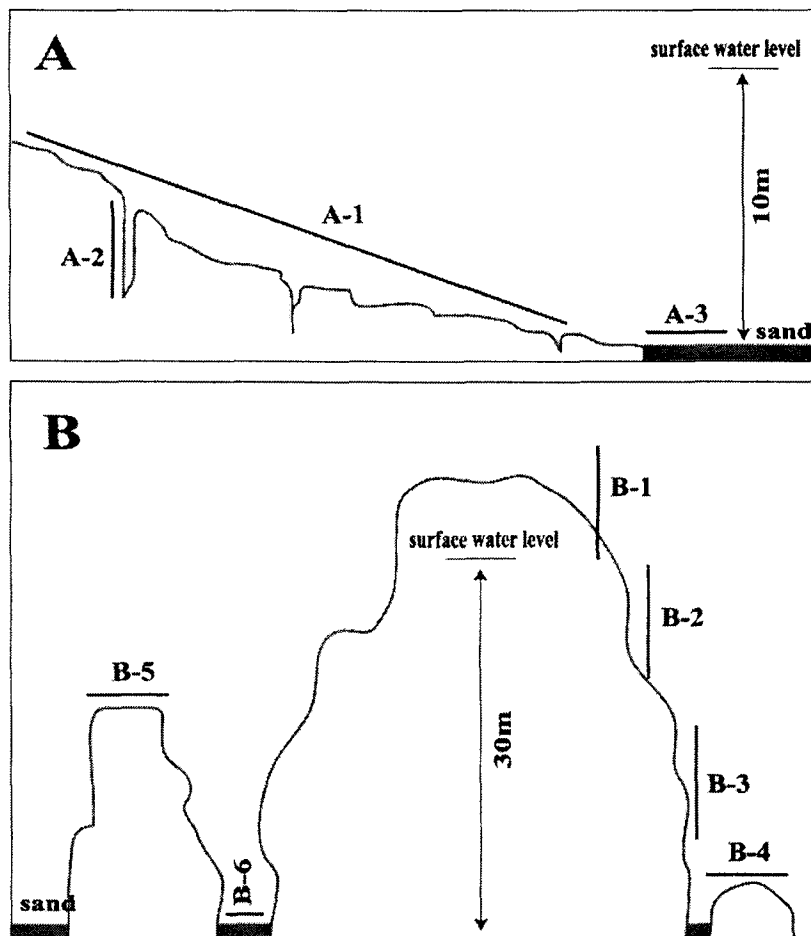 A
surface water level
10m
A-1
A-2
A-3
sand
B
B-1
surface water level
B-2
B-5
30m
B-3
B-4
B-6
sand